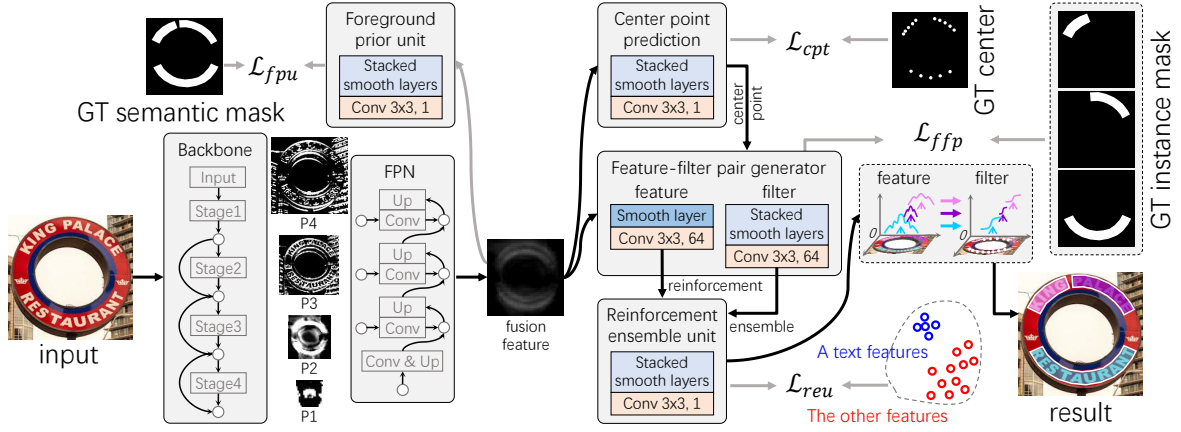 Foreground
prior unit
Stacked
smooth layers
Conv 3x3, 1
ℒfpu
GT semantic mask
Center point
prediction
Stacked
smooth layers
Conv 3x3, 1
ℒcpt
GT center
GT instance mask
center
point
Backbone
Input
Stage1
Stage2
Stage3
Stage4
P4
P3
P2
P1
FPN
Up
Conv
Up
Conv
Up
Conv
Conv & Up
fusion
feature
Feature-filter pair generator
feature
filter
Smooth layer
Conv 3x3, 64
Stacked
smooth layers
Conv 3x3, 64
ℒffp
feature
filter
0
0
reinforcement
ensemble
Reinforcement
ensemble unit
Stacked
smooth layers
Conv 3x3, 1
ℒreu
A text features
The other features
KING PALACE
RESTAURANT
input
KING PALACE
RESTAURANT
result